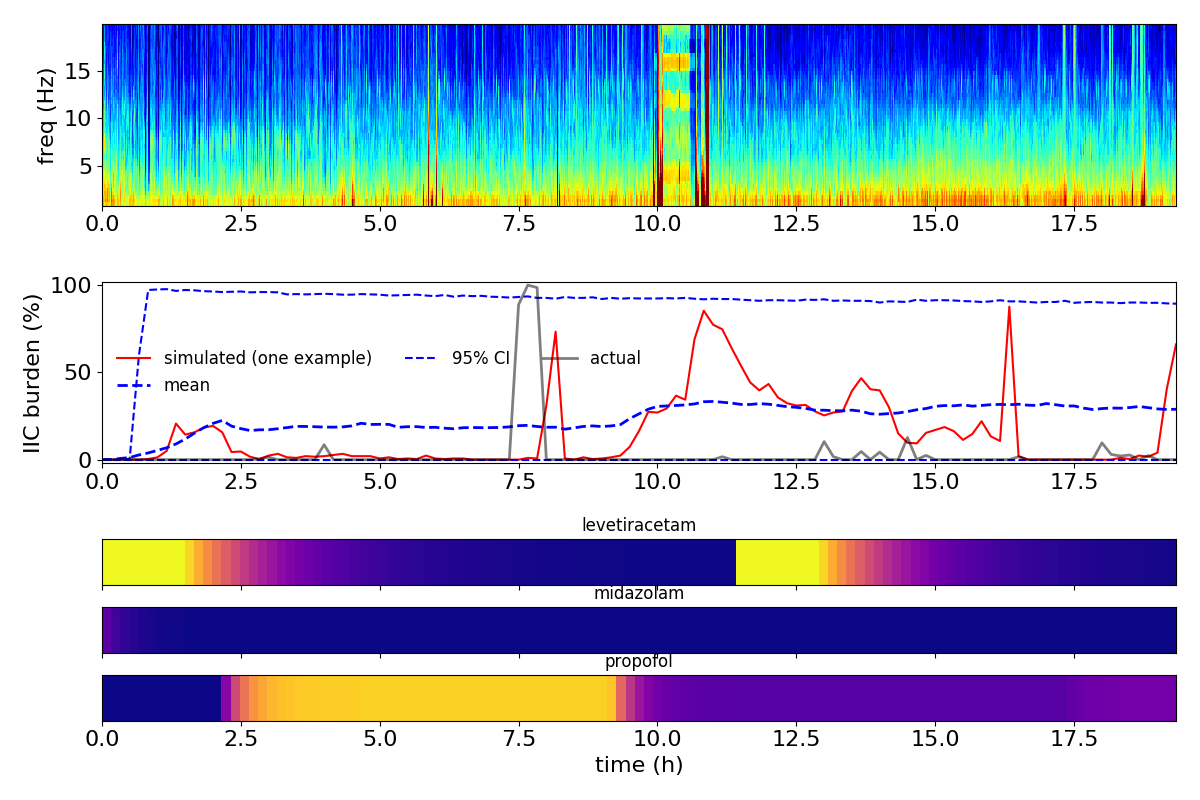 freq (Hz)
15
10
5
0.0 2.5 5.0 7.5 10.0 12.5 15.0 17.5
IIC burden (%)
100
50
0
simulated (one example) 95% CI actual
mean
0.0 2.5 5.0 7.5 10.0 12.5 15.0 17.5
levetiracetam
midazolam
propofol
0.0 2.5 5.0 7.5 10.0 12.5 15.0 17.5
time (h)